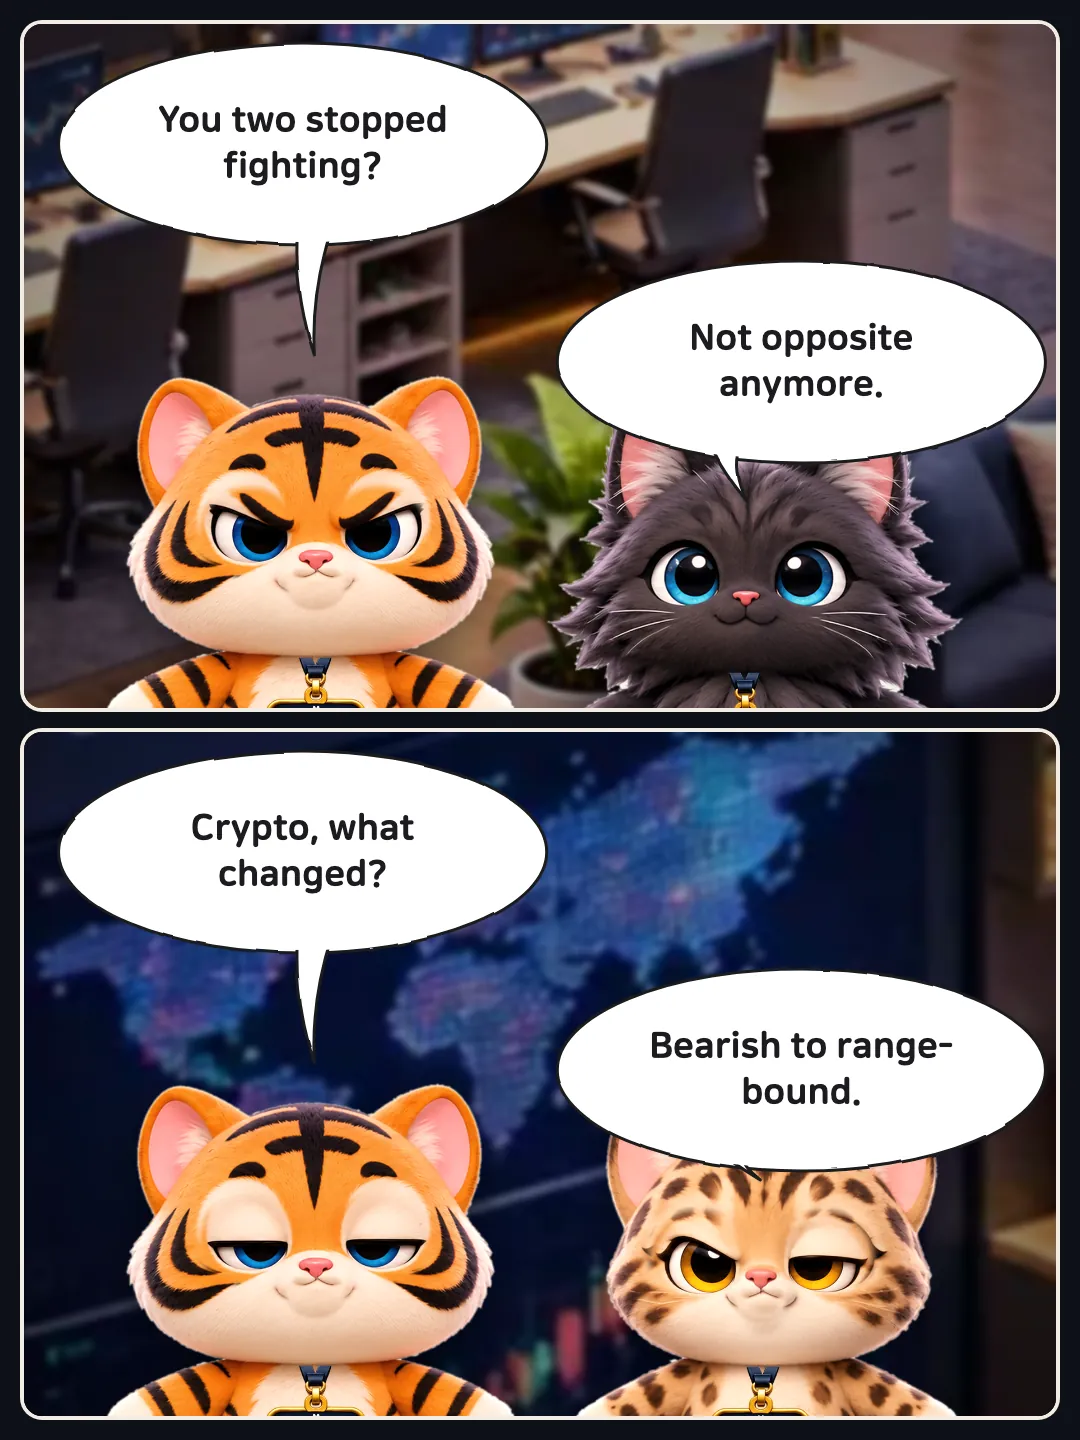 You two stopped
fighting?
Not opposite
anymore.
Crypto, what
changed?
Bearish to range-
bound.